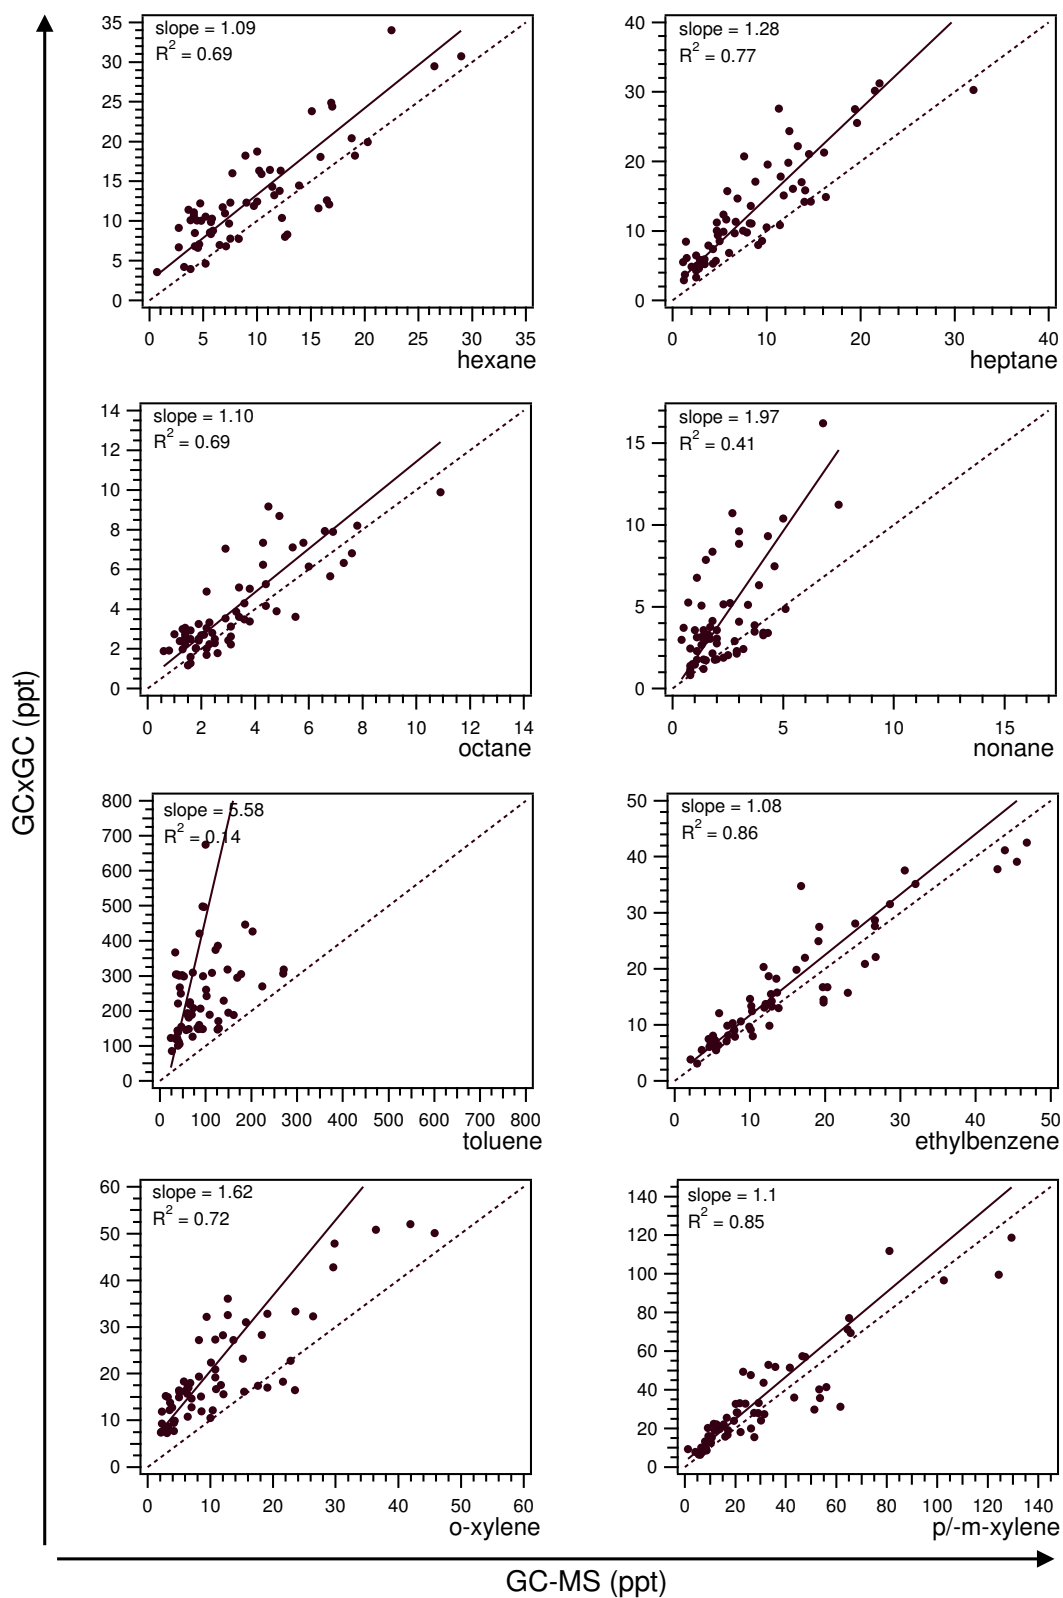 slope = 1.09
R2 = 0.69
35
30
25
20
15
10
5
0
0 5 10 15 20 25 30 35
hexane
slope = 1.28
R2 = 0.77
40
30
20
10
0
0 10 20 30 40
heptane
slope = 1.10
R2 = 0.69
14
12
10
8
6
4
2
0
0 2 4 6 8 10 12 14
octane
slope = 1.97
R2 = 0.41
15
10
5
0
0 5 10 15
nonane
slope = 5.58
R2 = 0.14
800
700
600
500
400
300
200
100
0
0 100 200 300 400 500 600 700 800
toluene
slope = 1.08
R2 = 0.86
50
40
30
20
10
0
0 10 20 30 40 50
ethylbenzene
slope = 1.62
R2 = 0.72
60
50
40
30
20
10
0
0 10 20 30 40 50 60
o-xylene
slope = 1.1
R2 = 0.85
140
120
100
80
60
40
20
0
0 20 40 60 80 100 120 140
p/-m-xylene
GCxGC (ppt)
GC-MS (ppt)